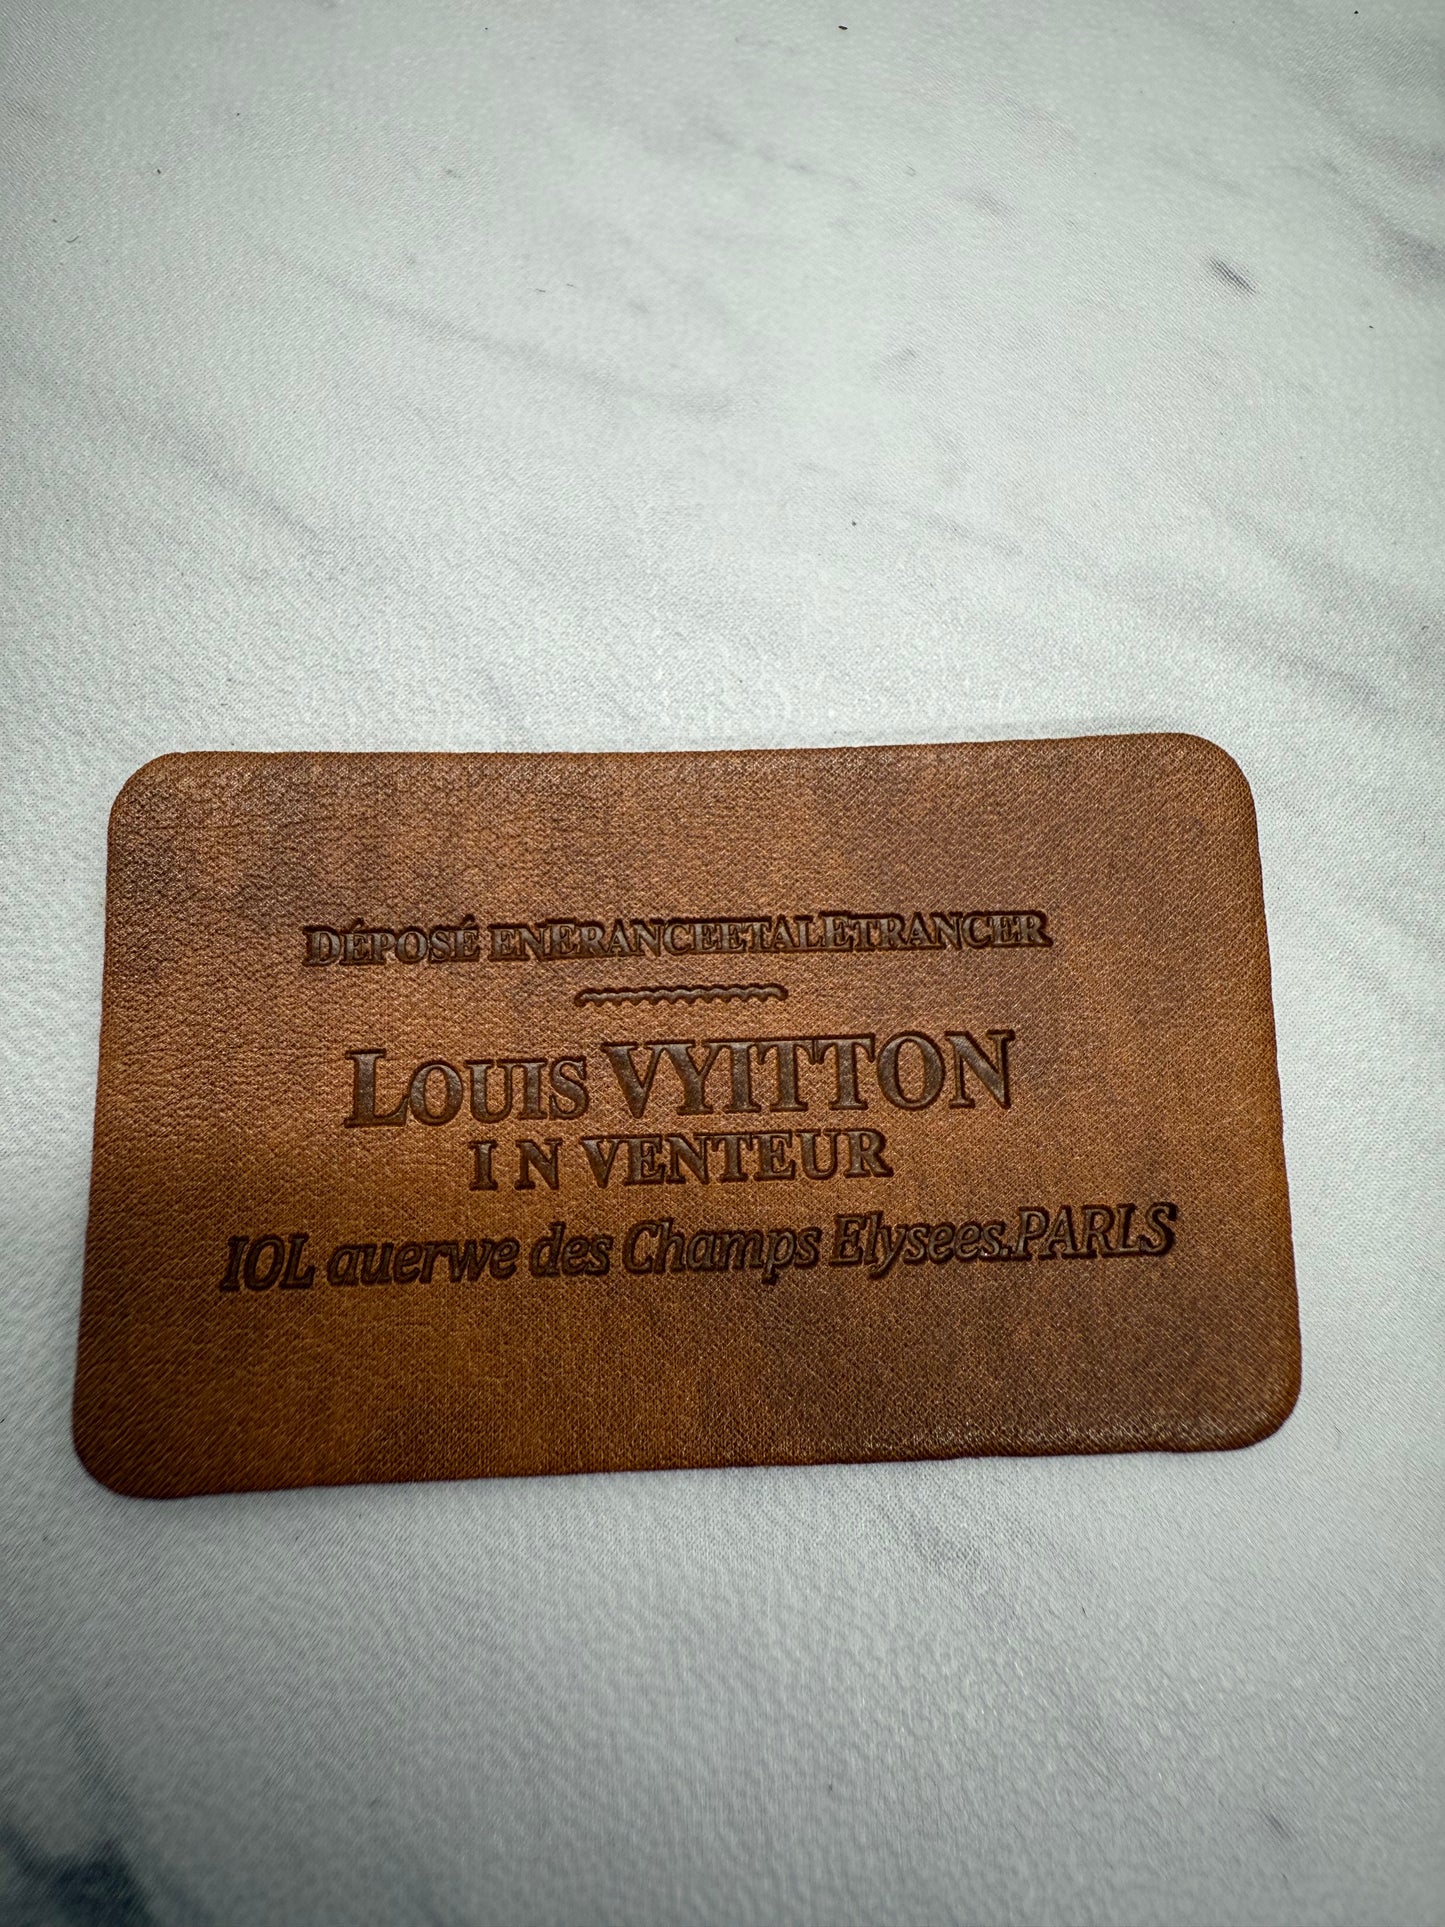 DÉPOSÉ ENERANCEETALETRANCER
LOUIS VYITTON
I N VENTEUR
IOL auerwe des Champs Elysees.PARLS